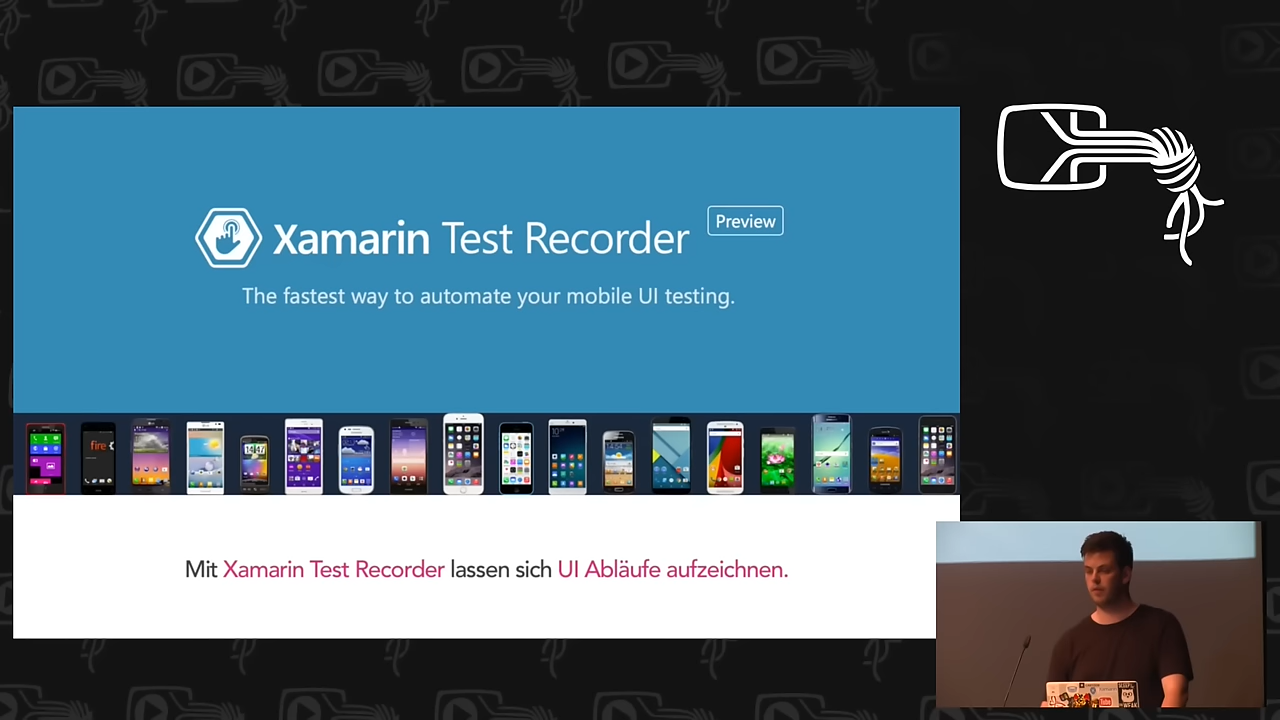 Xamarin Test Recorder Preview
The fastest way to automate your mobile UI testing.
fire
Mit Xamarin Test Recorder lassen sich UI Abläufe aufzeichnen.